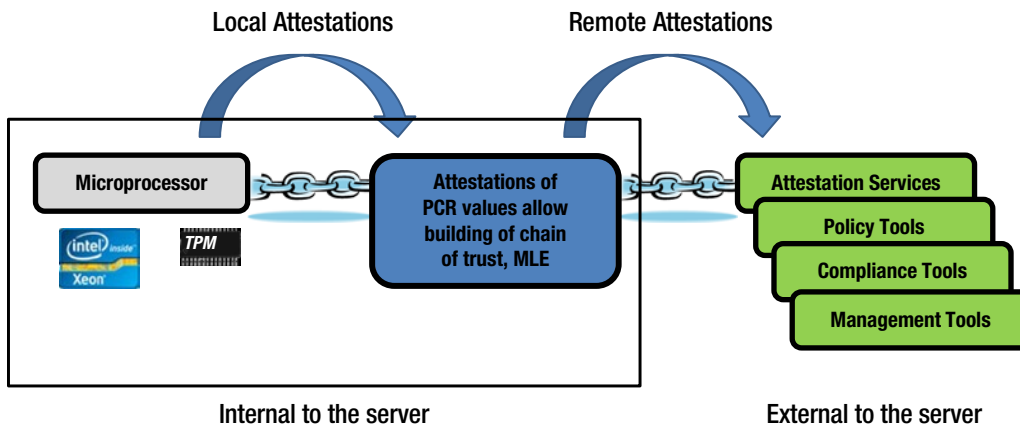 Local Attestations
Remote Attestations
Microprocessor
Attestations of
PCR values allow
building of chain
of trust, MLE
Attestation Services
Policy Tools
Compliance Tools
Management Tools
intel inside™
Xeon®
TPM
Internal to the server
External to the server